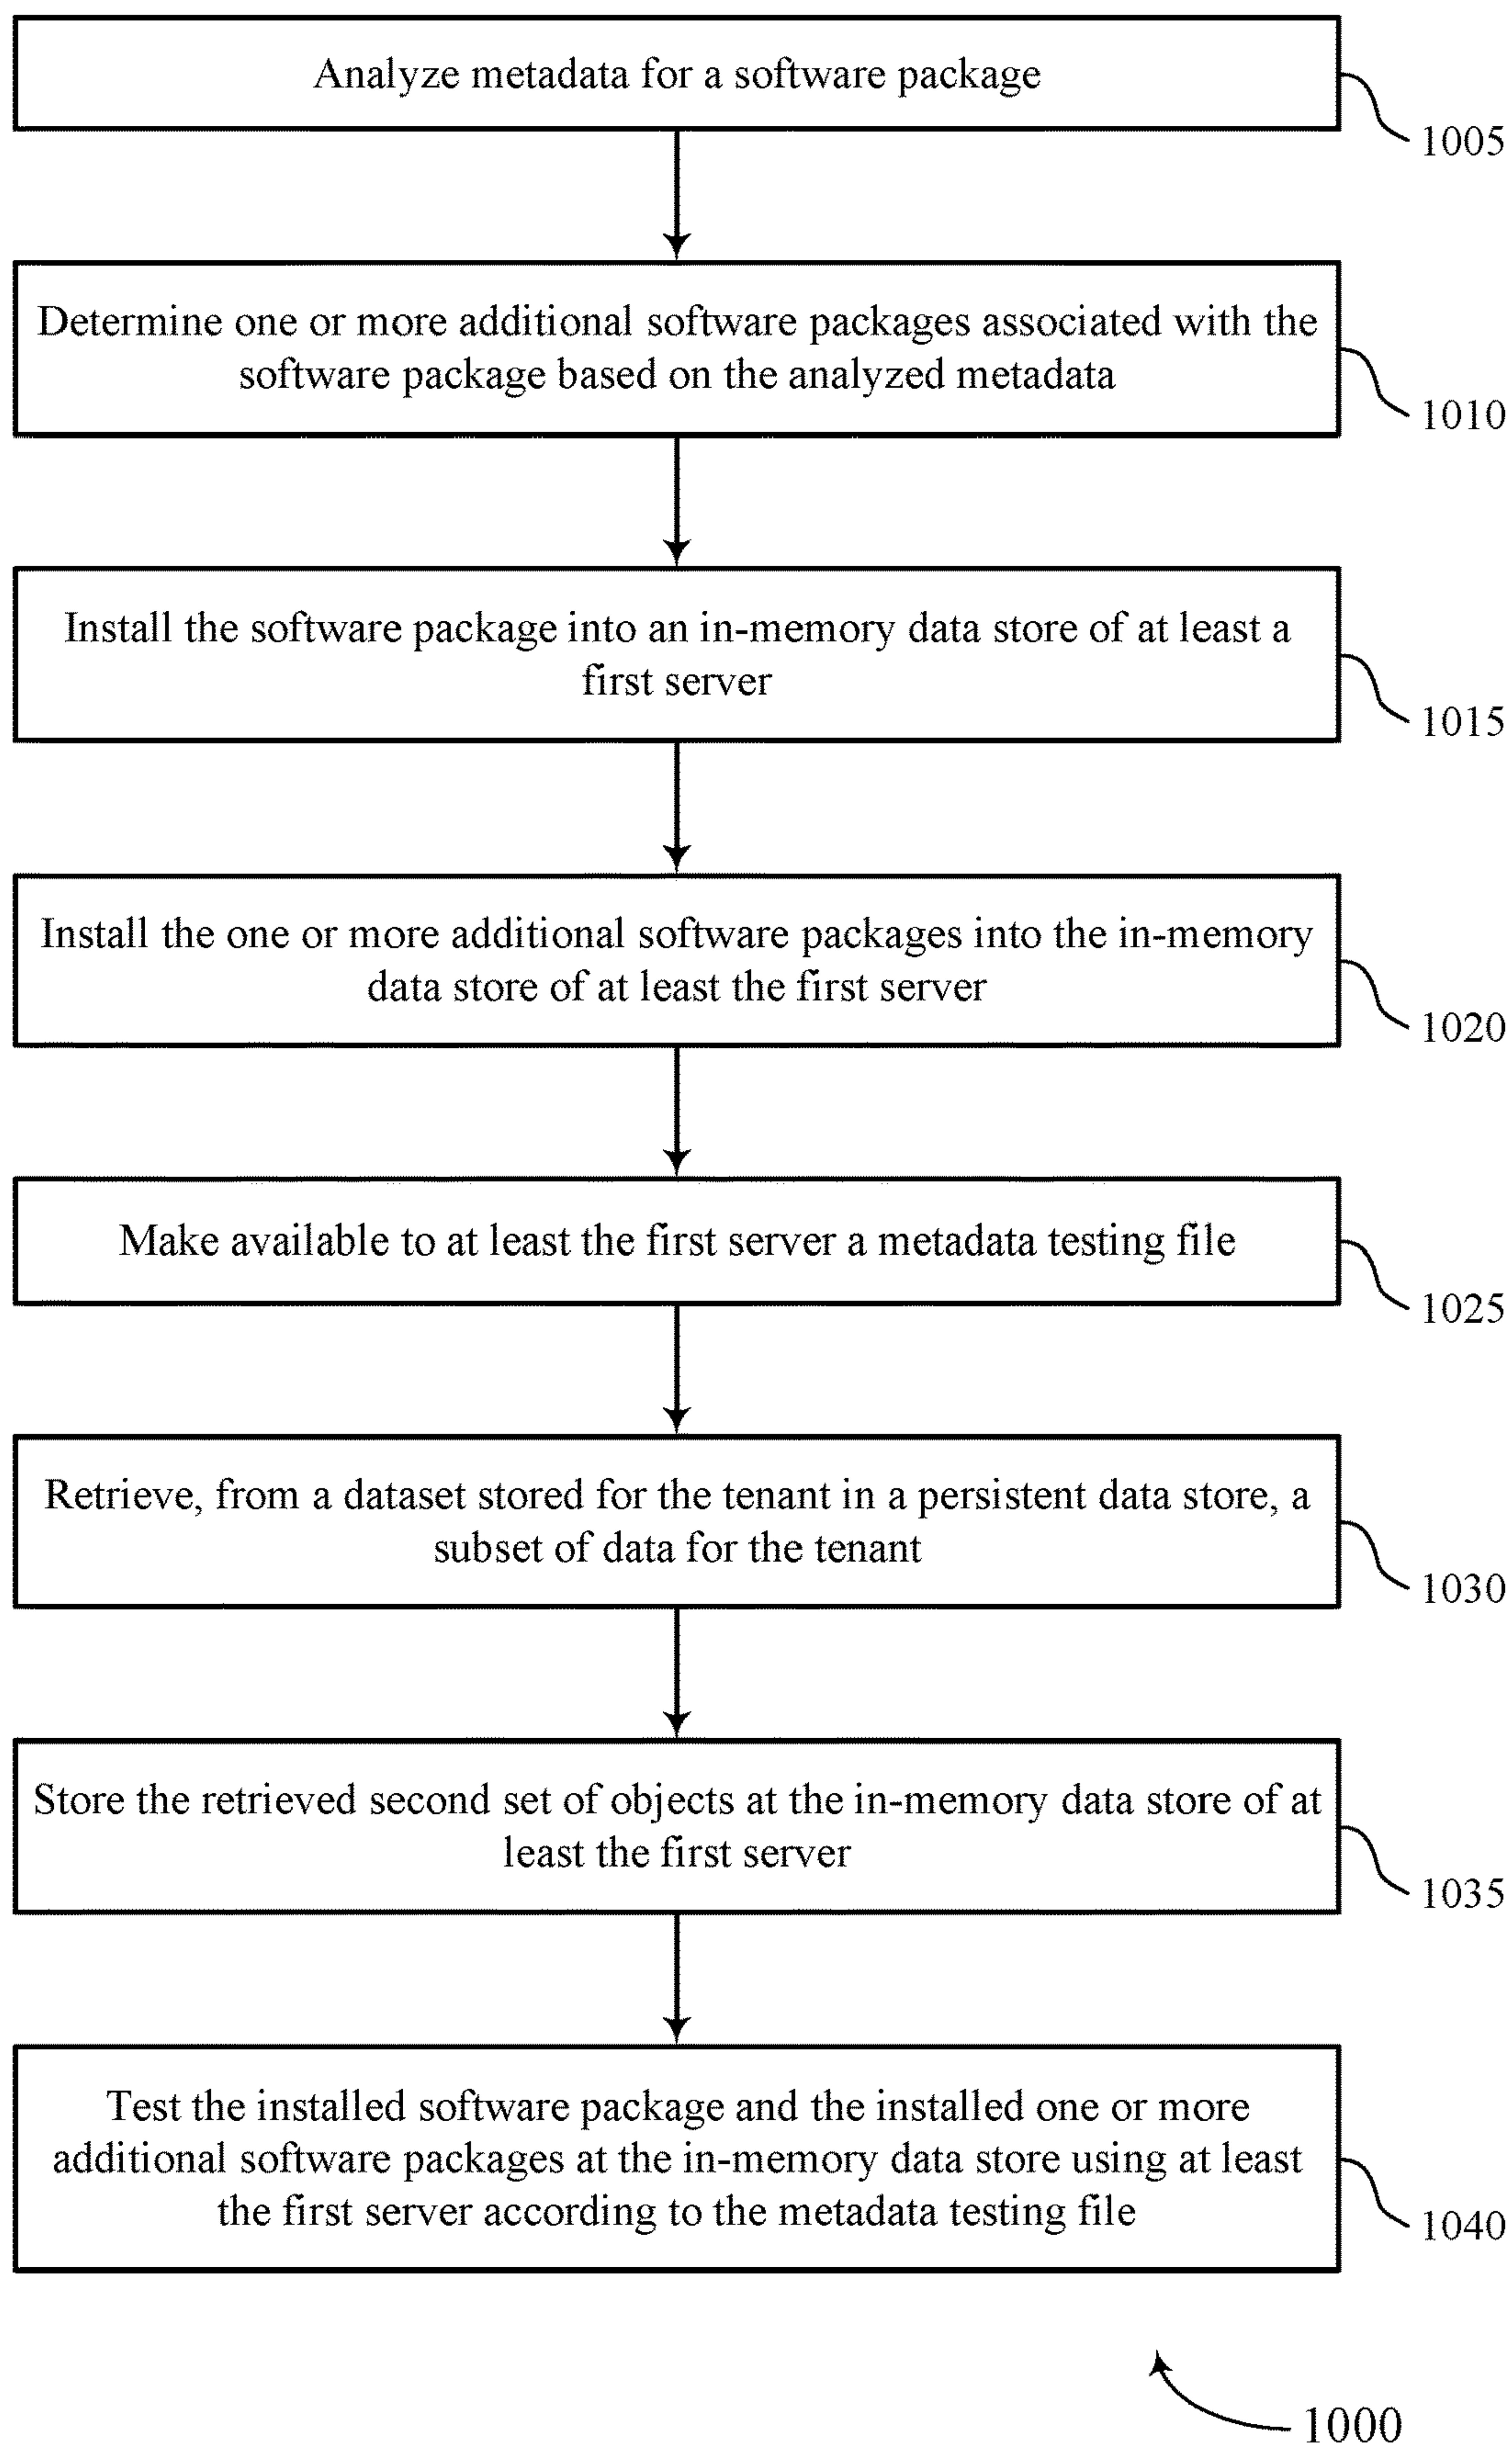 Analyze metadata for a software package
1005
Determine one or more additional software packages associated with the
software package based on the analyzed metadata
1010
Install the software package into an in-memory data store of at least a
first server
1015
Install the one or more additional software packages into the in-memory
data store of at least the first server
1020
Make available to at least the first server a metadata testing file
1025
Retrieve, from a dataset stored for the tenant in a persistent data store, a
subset of data for the tenant
1030
Store the retrieved second set of objects at the in-memory data store of at
least the first server
1035
Test the installed software package and the installed one or more
additional software packages at the in-memory data store using at least
the first server according to the metadata testing file
1040
1000